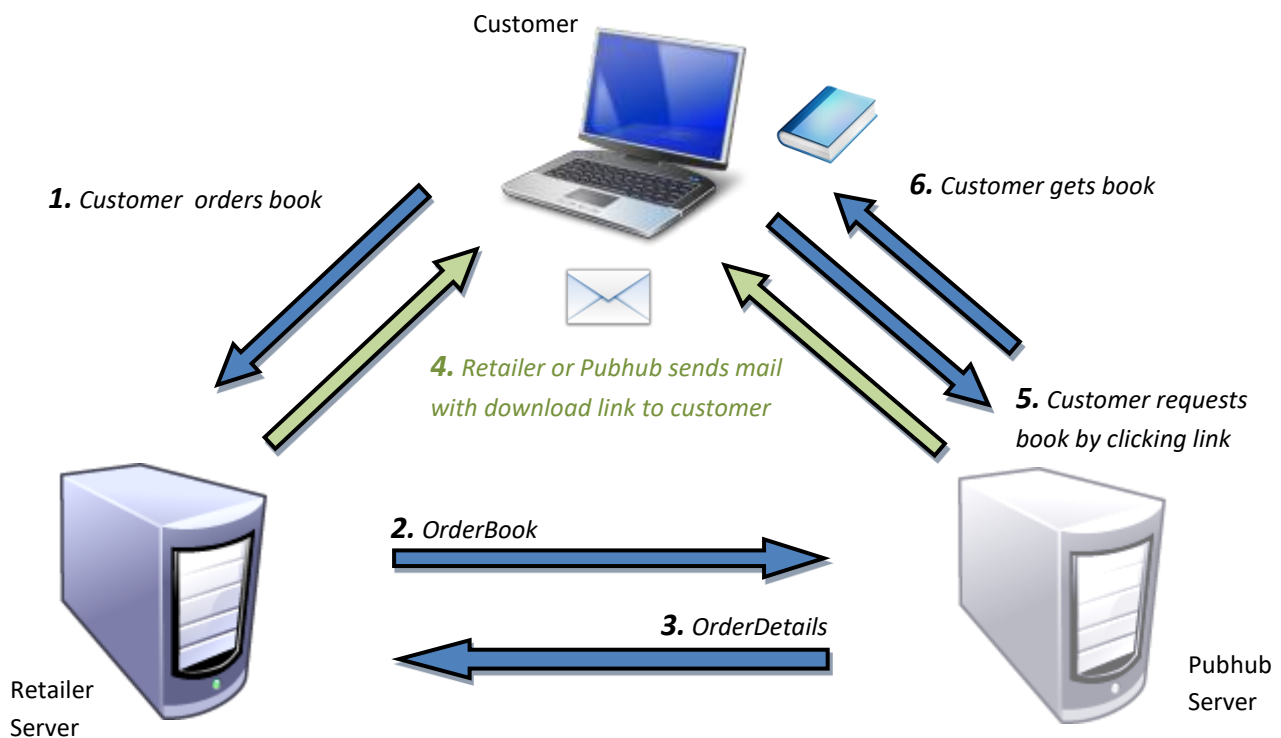 Customer
1. Customer orders book
6. Customer gets book
4. Retailer or Pubhub sends mail
with download link to customer
5. Customer requests
book by clicking link
2. OrderBook
3. OrderDetails
Retailer
Server
Pubhub
Server